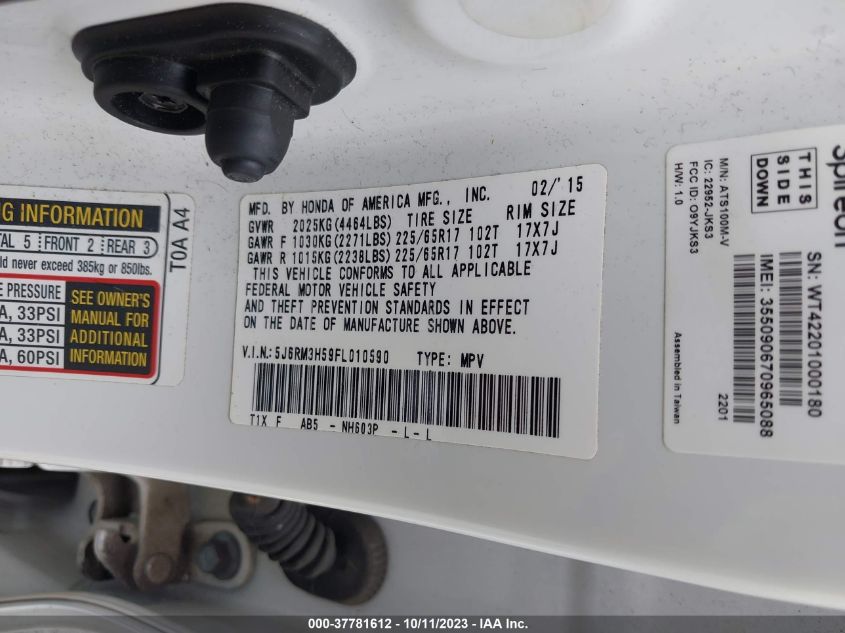 NG INFORMATION
TAL 5 FRONT 2 REAR 3
ld never exceed 385kg or 850lbs.
E PRESSURE
A, 33PSI
A, 33PSI
A, 60PSI
SEE OWNER'S
MANUAL FOR
ADDITIONAL
INFORMATION
T0A A4
MFD. BY HONDA OF AMERICA MFG., INC. 02/'15
GVWR 2025KG(4464LBS) TIRE SIZE RIM SIZE
GAWR F 1030KG(2271LBS) 225/65R17 102T 17X7J
GAWR R 1015KG(2238LBS) 225/65R17 102T 17X7J
THIS VEHICLE CONFORMS TO ALL APPLICABLE
FEDERAL MOTOR VEHICLE SAFETY
AND THEFT PREVENTION STANDARDS IN EFFECT
ON THE DATE OF MANUFACTURE SHOWN ABOVE.
V.I.N.: 5J6RM3H59FL010590 TYPE: MPV
T1X F AB5 - NH603P - L - L
Spireon
THIS
SIDE
DOWN
M/N: ATS100M-V
IC: 22952-JKS3
FCC ID: O9YJKS3
H/W: 1.0
Assembled in Taiwan
SN: WT42201000180
IMEI: 355090670965088
2201
000-37781612 - 10/11/2023 - IAA Inc.